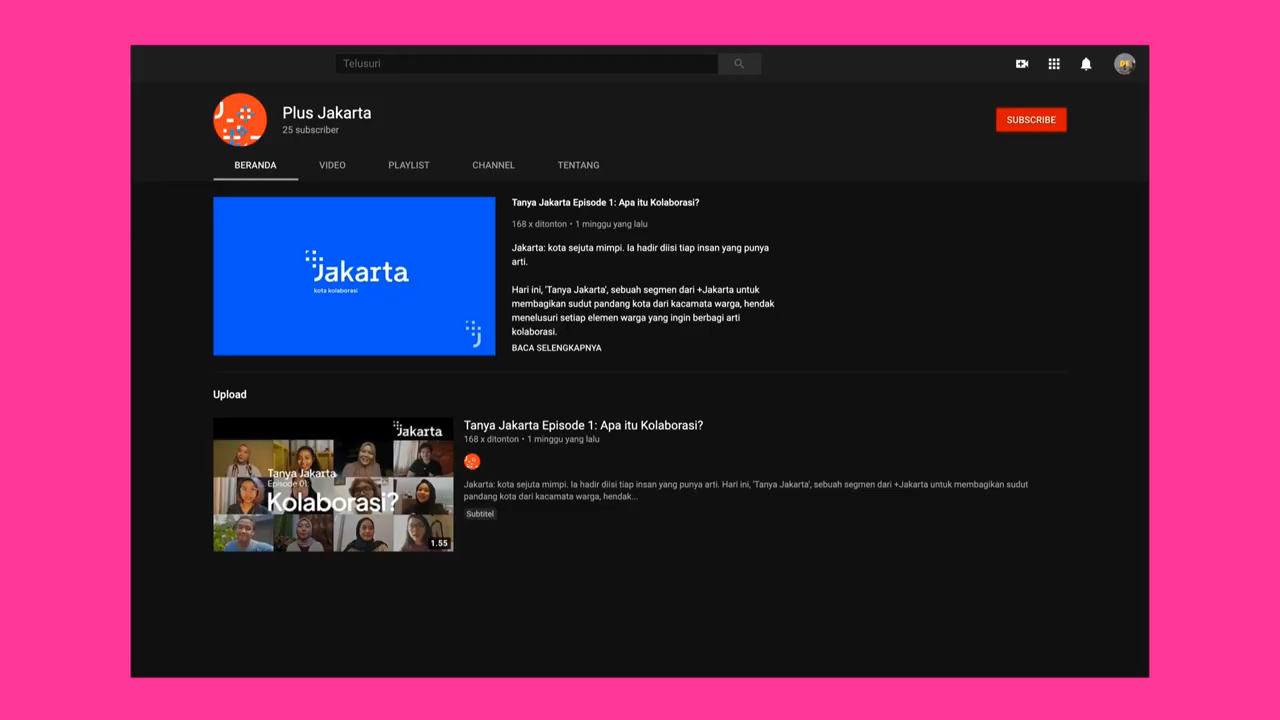 Telusuri
Plus Jakarta
25 subscriber
SUBSCRIBE
BERANDA VIDEO PLAYLIST CHANNEL TENTANG
Jakarta
kota kolaborasi
Tanya Jakarta Episode 1: Apa itu Kolaborasi?
168 x ditonton • 1 minggu yang lalu
Jakarta: kota sejuta mimpi. Ia hadir diisi tiap insan yang punya
arti.
Hari ini, 'Tanya Jakarta', sebuah segmen dari +Jakarta untuk
membagikan sudut pandang kota dari kacamata warga, hendak
menelusuri setiap elemen warga yang ingin berbagi arti
kolaborasi.
BACA SELENGKAPNYA
Upload
Jakarta
Tanya Jakarta
Episode 01:
Kolaborasi?
1.55
Tanya Jakarta Episode 1: Apa itu Kolaborasi?
168 x ditonton • 1 minggu yang lalu
Jakarta: kota sejuta mimpi. Ia hadir diisi tiap insan yang punya arti. Hari ini, 'Tanya Jakarta', sebuah segmen dari +Jakarta untuk membagikan sudut
pandang kota dari kacamata warga, hendak...
Subtitel